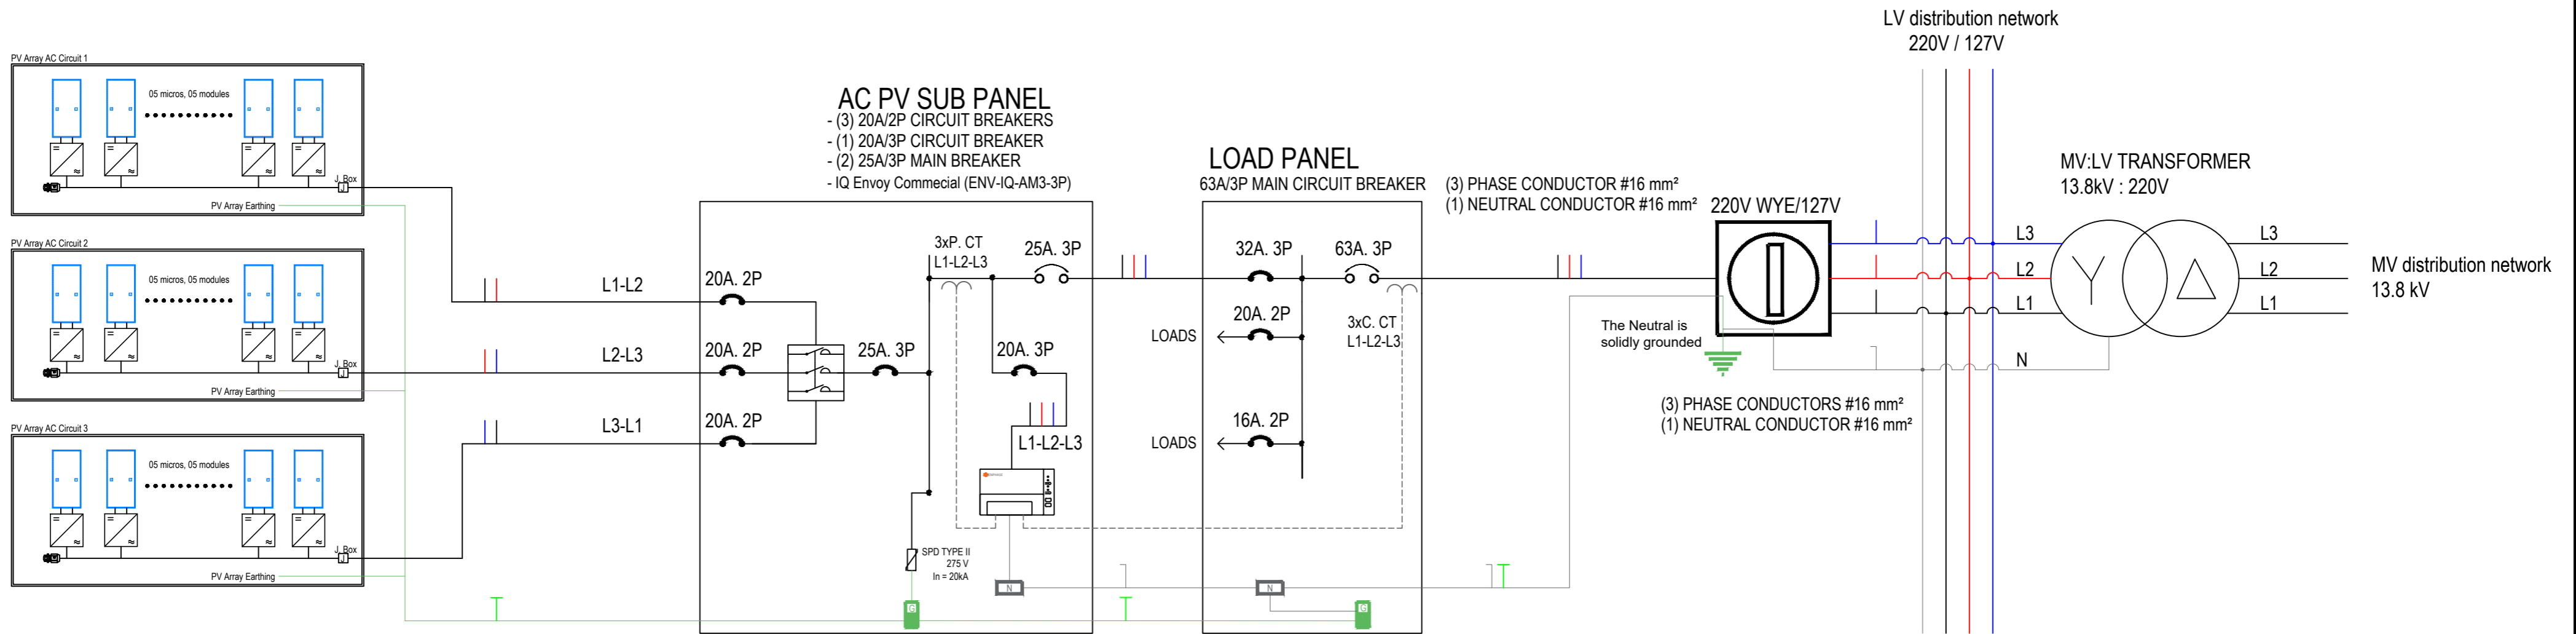 LV distribution network
220V / 127V
PV Array AC Circuit 1
05 micros, 05 modules
J. Box
J
PV Array Earthing
PV Array AC Circuit 2
05 micros, 05 modules
J. Box
J
PV Array Earthing
PV Array AC Circuit 3
05 micros, 05 modules
J. Box
J
PV Array Earthing
L1-L2
L2-L3
L3-L1
AC PV SUB PANEL
- (3) 20A/2P CIRCUIT BREAKERS
- (1) 20A/3P CIRCUIT BREAKER
- (2) 25A/3P MAIN BREAKER
- IQ Envoy Commecial (ENV-IQ-AM3-3P)
20A. 2P
20A. 2P
20A. 2P
25A. 3P
3xP. CT
L1-L2-L3
25A. 3P
20A. 3P
L1-L2-L3
SPD TYPE II
275 V
In = 20kA
N
G
LOAD PANEL
63A/3P MAIN CIRCUIT BREAKER
32A. 3P
63A. 3P
20A. 2P
LOADS
3xC. CT
L1-L2-L3
16A. 2P
LOADS
N
G
(3) PHASE CONDUCTOR #16 mm²
(1) NEUTRAL CONDUCTOR #16 mm²
220V WYE/127V
The Neutral is
solidly grounded
(3) PHASE CONDUCTORS #16 mm²
(1) NEUTRAL CONDUCTOR #16 mm²
MV:LV TRANSFORMER
13.8kV : 220V
L3
L2
L1
N
L3
L2
L1
MV distribution network
13.8 kV